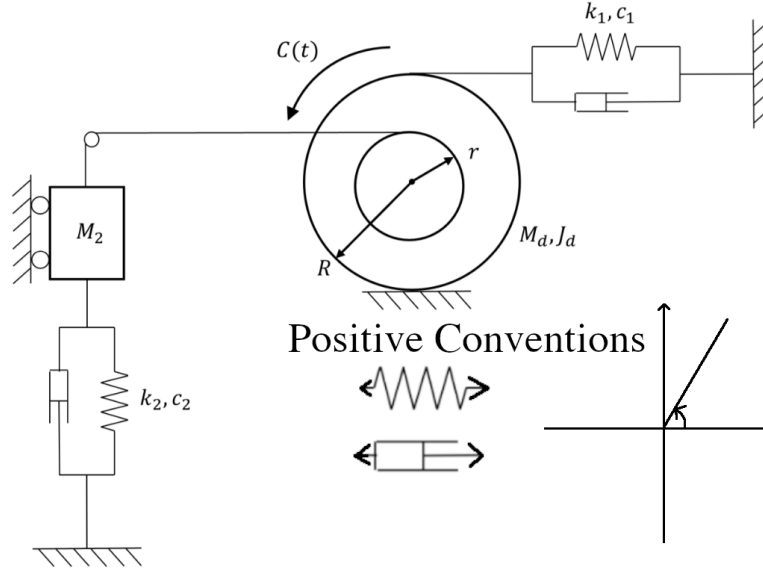 k₁, c₁
C(t)
r
M₂
M_d, J_d
R
Positive Conventions
k₂, c₂